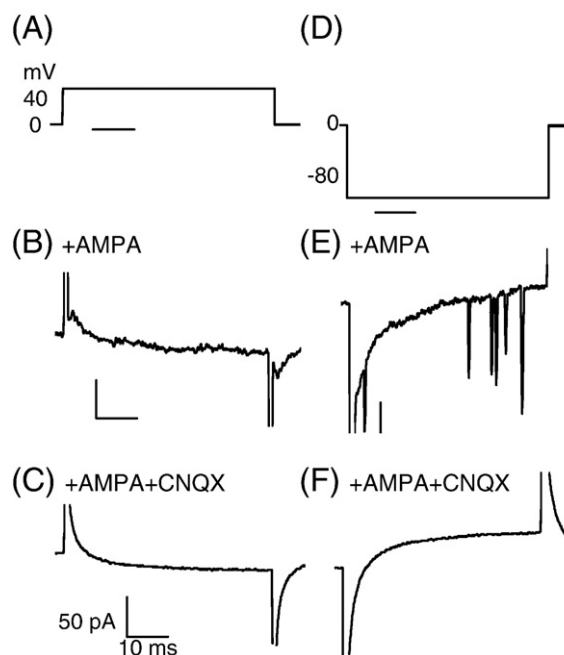 (A)
mV
40
0
(D)
0
-80
(B) +AMPA
(E) +AMPA
(C) +AMPA+CNQX
(F) +AMPA+CNQX
50 pA
10 ms